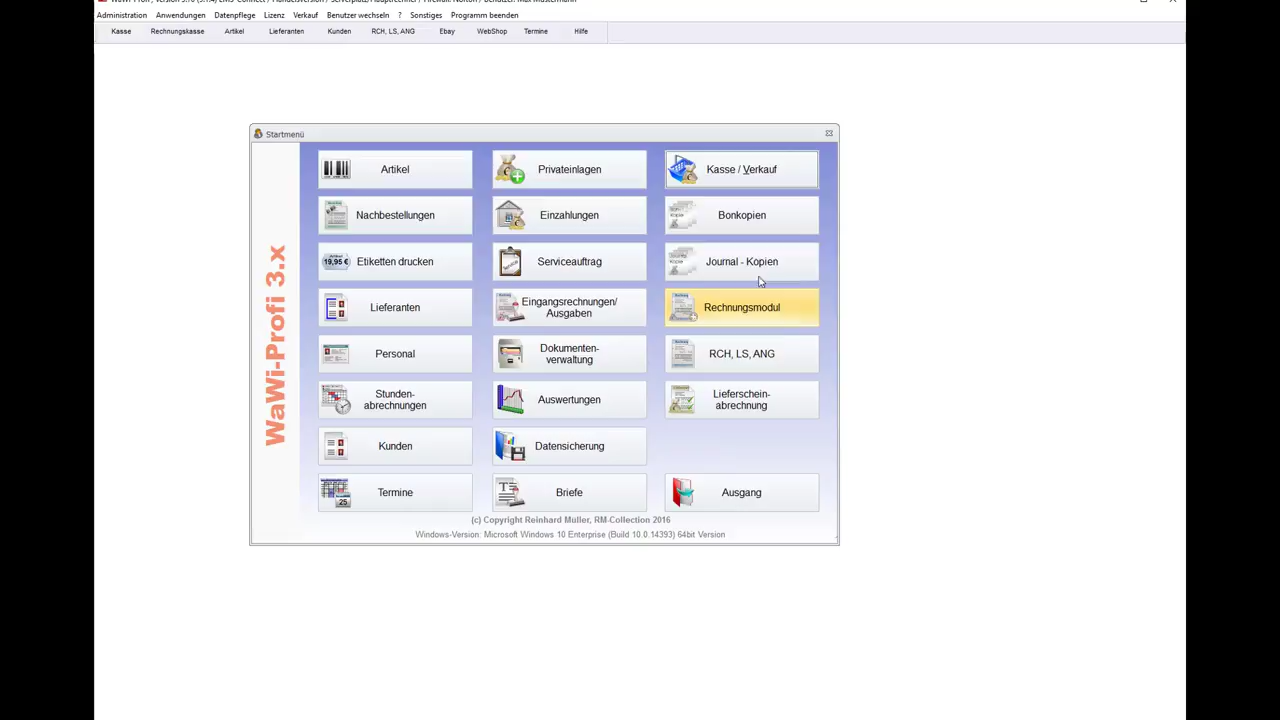 Administration Anwendungen Datenpflege Lizenz Verkauf Benutzer wechseln ? Sonstiges Programm beenden
Kasse Rechnungskasse Artikel Lieferanten Kunden RCH, LS, ANG Ebay WebShop Termine Hilfe
Startmenü
WaWi-Profi 3.x
Artikel Privateinlagen Kasse / Verkauf
Nachbestellungen Einzahlungen Bonkopien
19,95 € Etiketten drucken Serviceauftrag Journal - Kopien
Lieferanten Eingangsrechnungen/
Ausgaben Rechnungsmodul
Personal Dokumenten-
verwaltung RCH, LS, ANG
Stunden-
abrechnungen Auswertungen Lieferschein-
abrechnung
Kunden Datensicherung
25 Termine Briefe Ausgang
(c) Copyright Reinhard Müller, RM-Collection 2016
Windows-Version: Microsoft Windows 10 Enterprise (Build 10.0.14393) 64bit Version